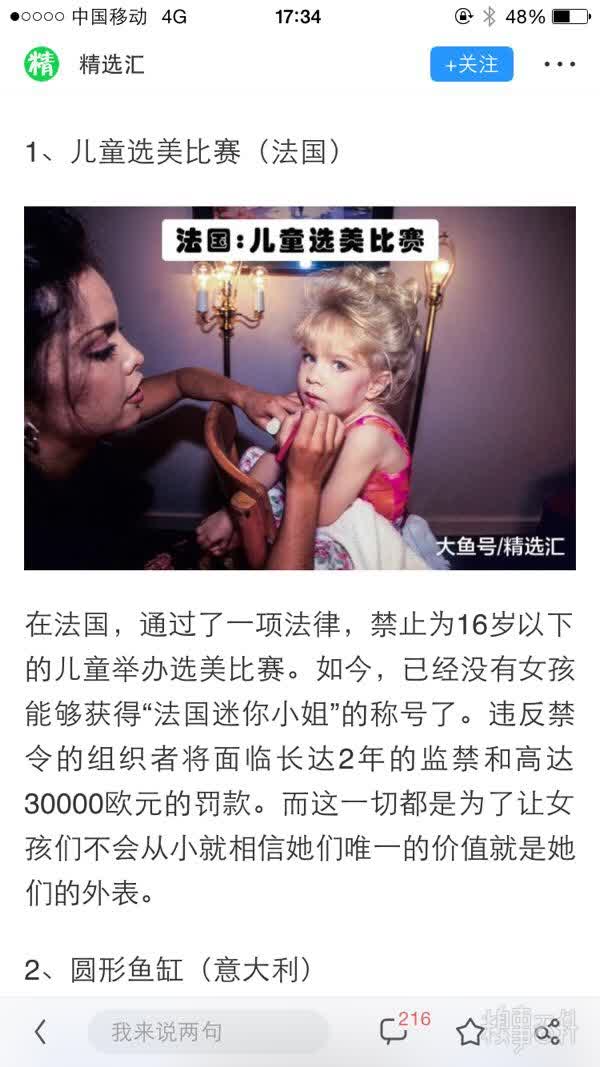 中国移动 4G 17:34 48%
精 精选汇 +关注
1、儿童选美比赛（法国）
法国:儿童选美比赛
大鱼号/精选汇
在法国，通过了一项法律，禁止为16岁以下
的儿童举办选美比赛。如今，已经没有女孩
能够获得“法国迷你小姐”的称号了。违反禁
令的组织者将面临长达2年的监禁和高达
30000欧元的罚款。而这一切都是为了让女
孩们不会从小就相信她们唯一的价值就是她
们的外表。
2、圆形鱼缸（意大利）
我来说两句 216